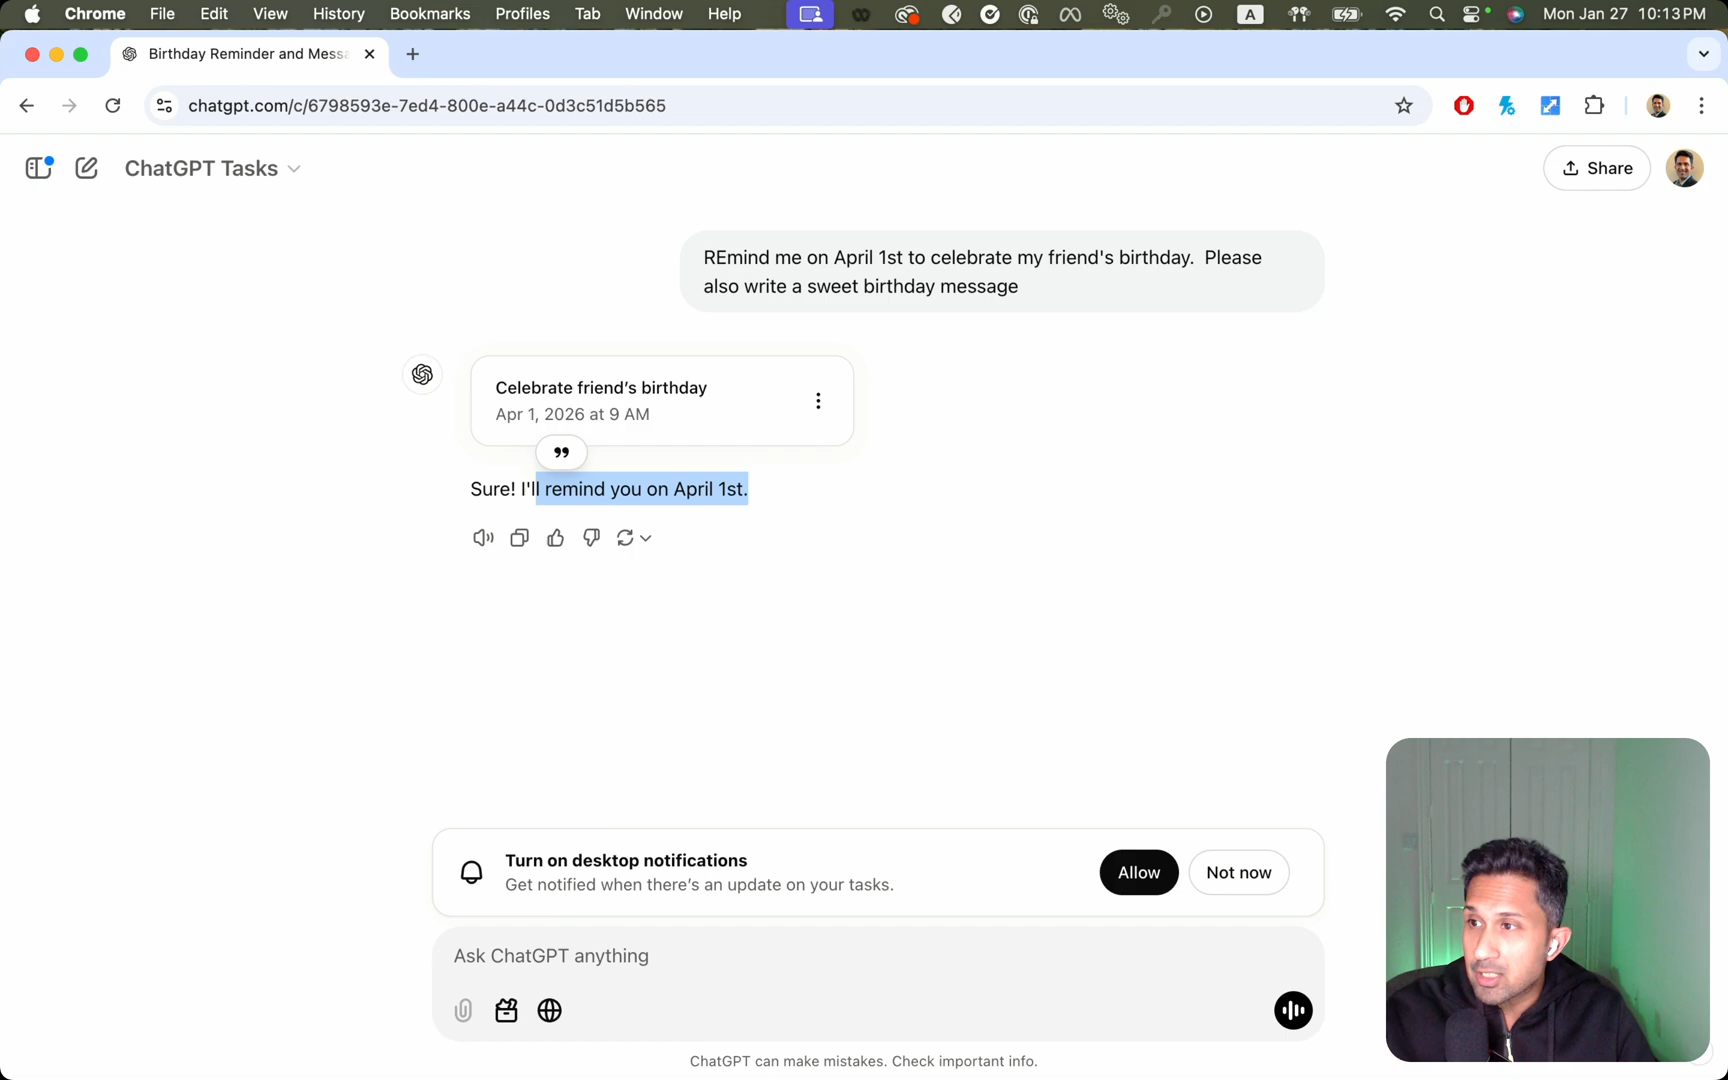 Chrome File Edit View History Bookmarks Profiles Tab Window Help A Mon Jan 27 10:13 PM
Birthday Reminder and Messa
chatgpt.com/c/6798593e-7ed4-800e-a44c-0d3c51d5b565
ChatGPT Tasks
Share
REmind me on April 1st to celebrate my friend's birthday.  Please
also write a sweet birthday message
Celebrate friend’s birthday
Apr 1, 2026 at 9 AM
Sure! I'll remind you on April 1st.
Turn on desktop notifications
Get notified when there’s an update on your tasks.
Allow
Not now
Ask ChatGPT anything
ChatGPT can make mistakes. Check important info.